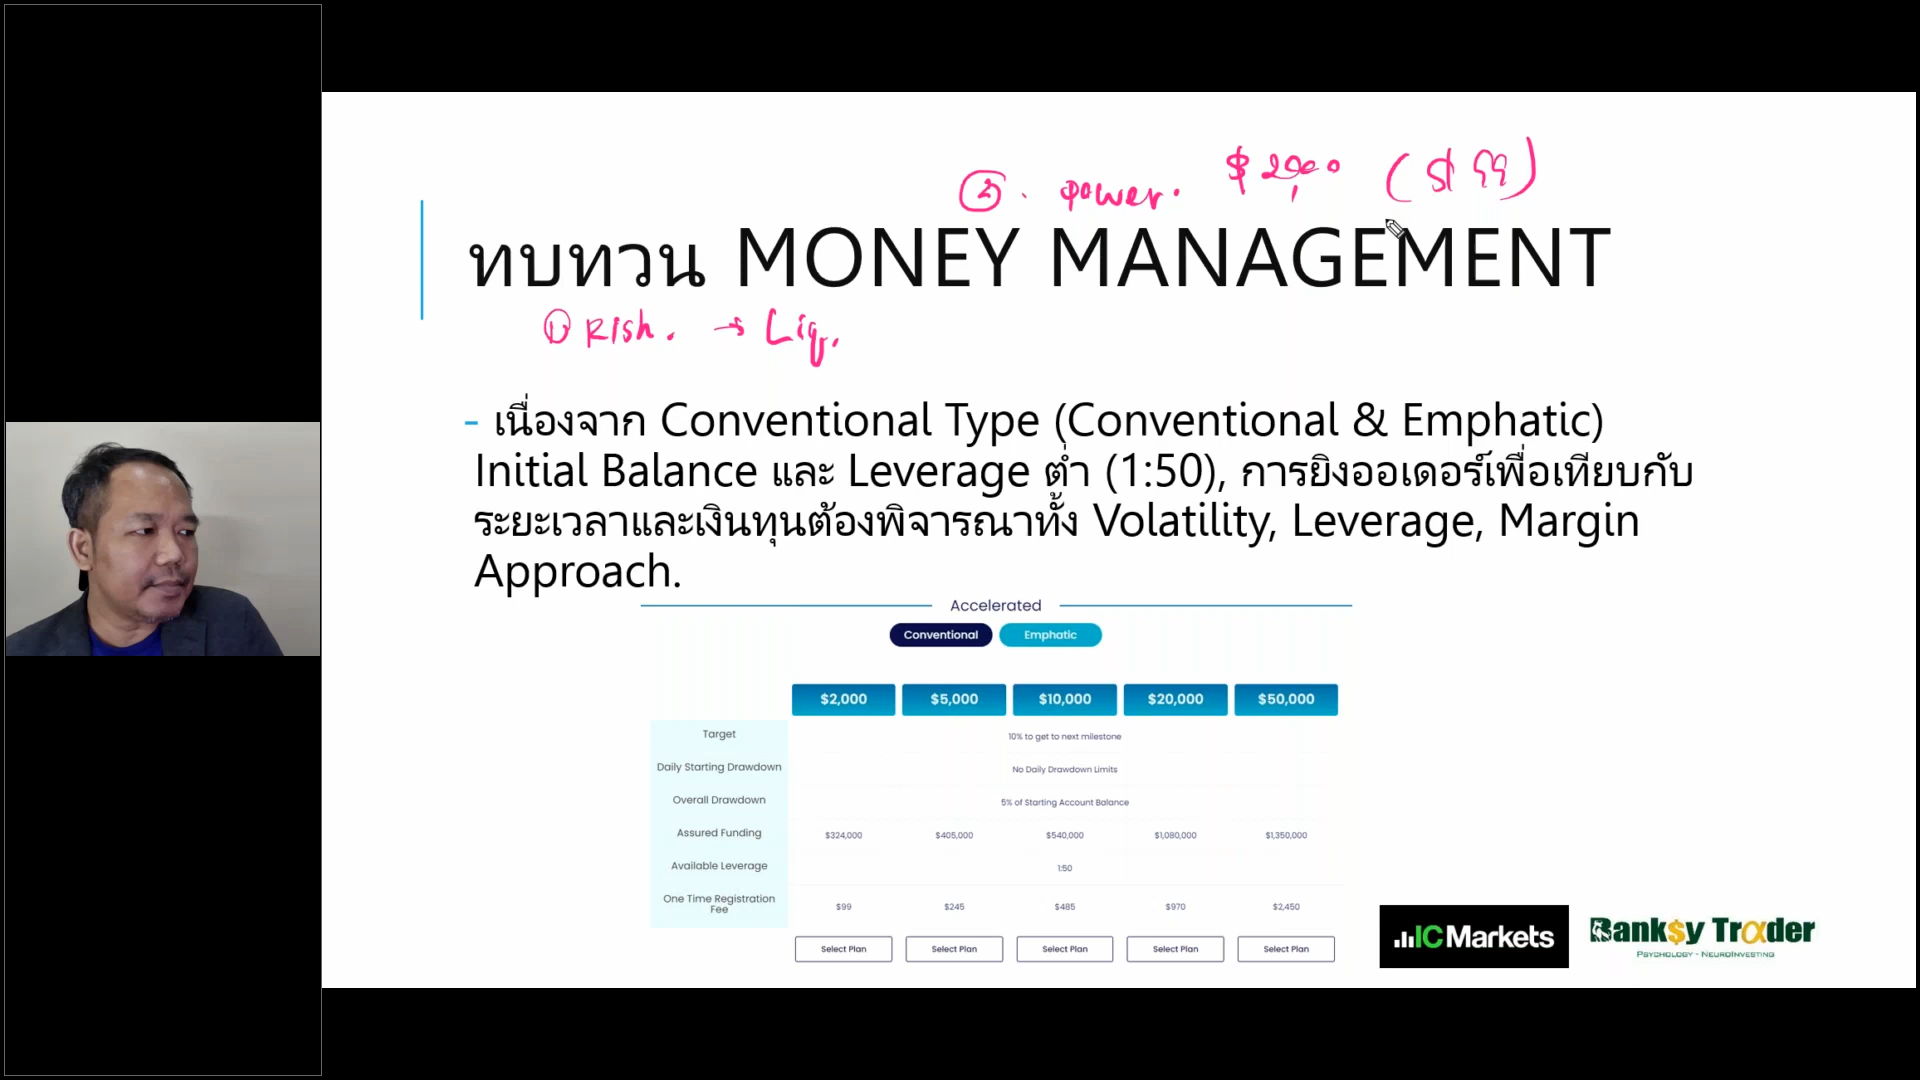 ② . power. $2,000 ($99)
ทบทวน MONEY MANAGEMENT
① Risk. → Liq.
- เนื่องจาก Conventional Type (Conventional & Emphatic)
Initial Balance และ Leverage ต่ำ (1:50), การยิงออเดอร์เพื่อเทียบกับ
ระยะเวลาและเงินทุนต้องพิจารณาทั้ง Volatility, Leverage, Margin
Approach.
Accelerated
Conventional Emphatic
$2,000 $5,000 $10,000 $20,000 $50,000
Target 10% to get to next milestone
Daily Starting Drawdown No Daily Drawdown Limits
Overall Drawdown 5% of Starting Account Balance
Assured Funding $324,000 $405,000 $540,000 $1,080,000 $1,350,000
Available Leverage 1:50
One Time Registration
Fee $99 $245 $485 $970 $2,450
Select Plan Select Plan Select Plan Select Plan Select Plan
IC Markets
Banksy Trader
Psychology - NeuroInvesting